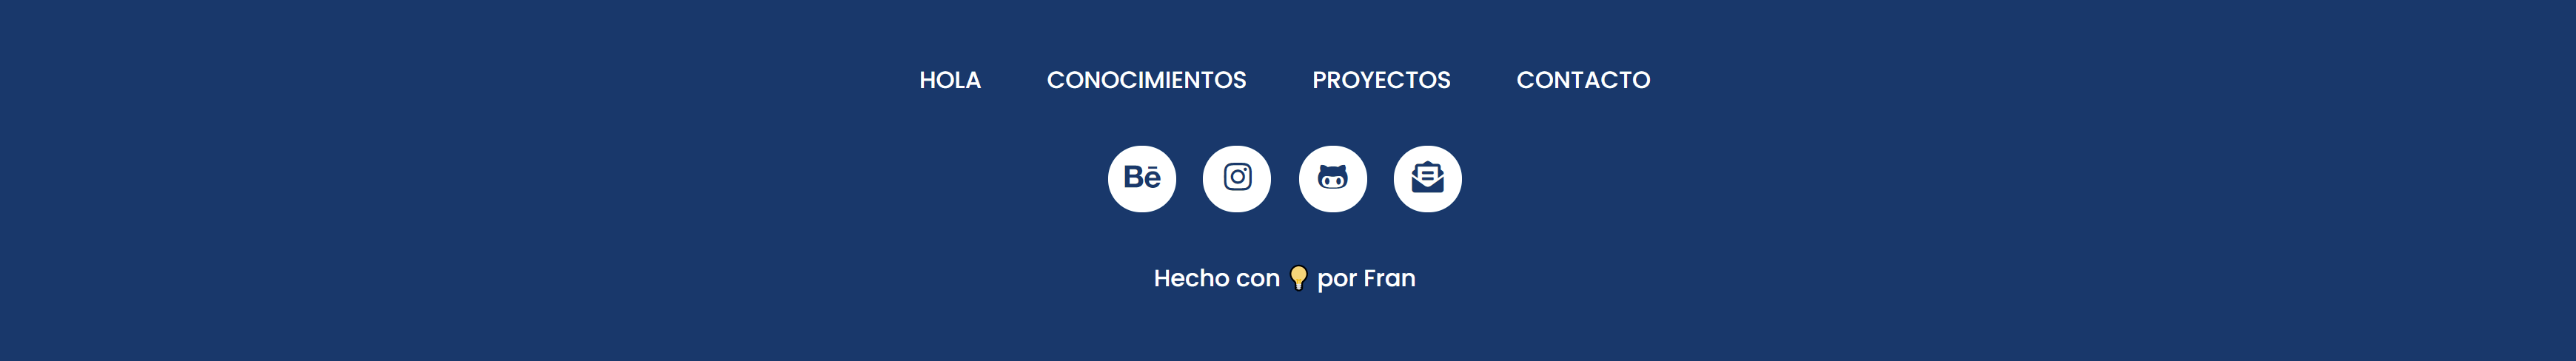 HOLA CONOCIMIENTOS PROYECTOS CONTACTO
Bē
Hecho con 💡 por Fran